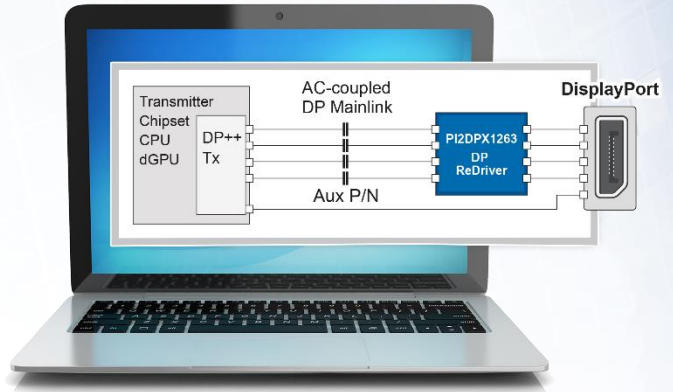 DisplayPort
Transmitter
Chipset
CPU
dGPU
DP++
Tx
AC-coupled
DP Mainlink
Aux P/N
PI2DPX1263
DP
ReDriver